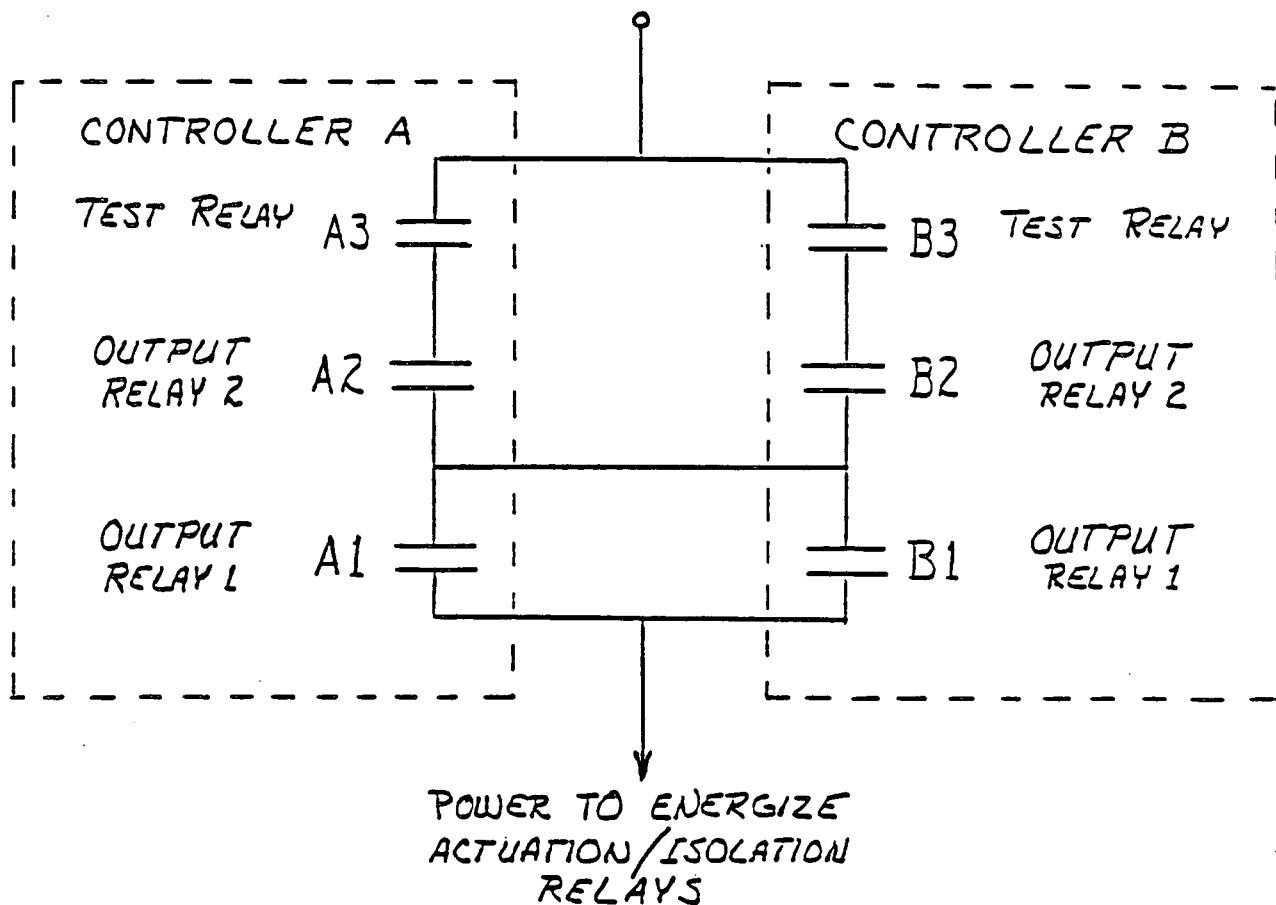 CONTROLLER A
CONTROLLER B
TEST RELAY A3
B3 TEST RELAY
OUTPUT
RELAY 2
A2
B2
OUTPUT
RELAY 2
OUTPUT
RELAY 1
A1
B1
OUTPUT
RELAY 1
POWER TO ENERGIZE
ACTUATION/ISOLATION
RELAYS